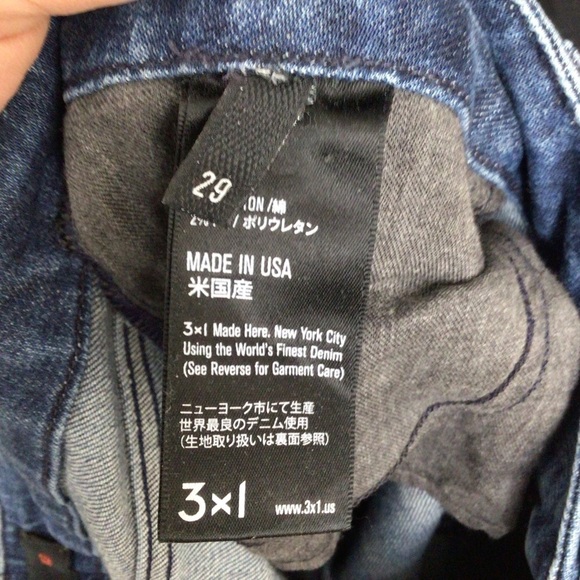 29
/綿
/ポリウレタン
MADE IN USA
米国産
3×1 Made Here. New York City
Using the World's Finest Denim
(See Reverse for Garment Care)
ニューヨーク市にて生産
世界最良のデニム使用
(生地取り扱いは裏面参照)
3×1 www.3x1.us